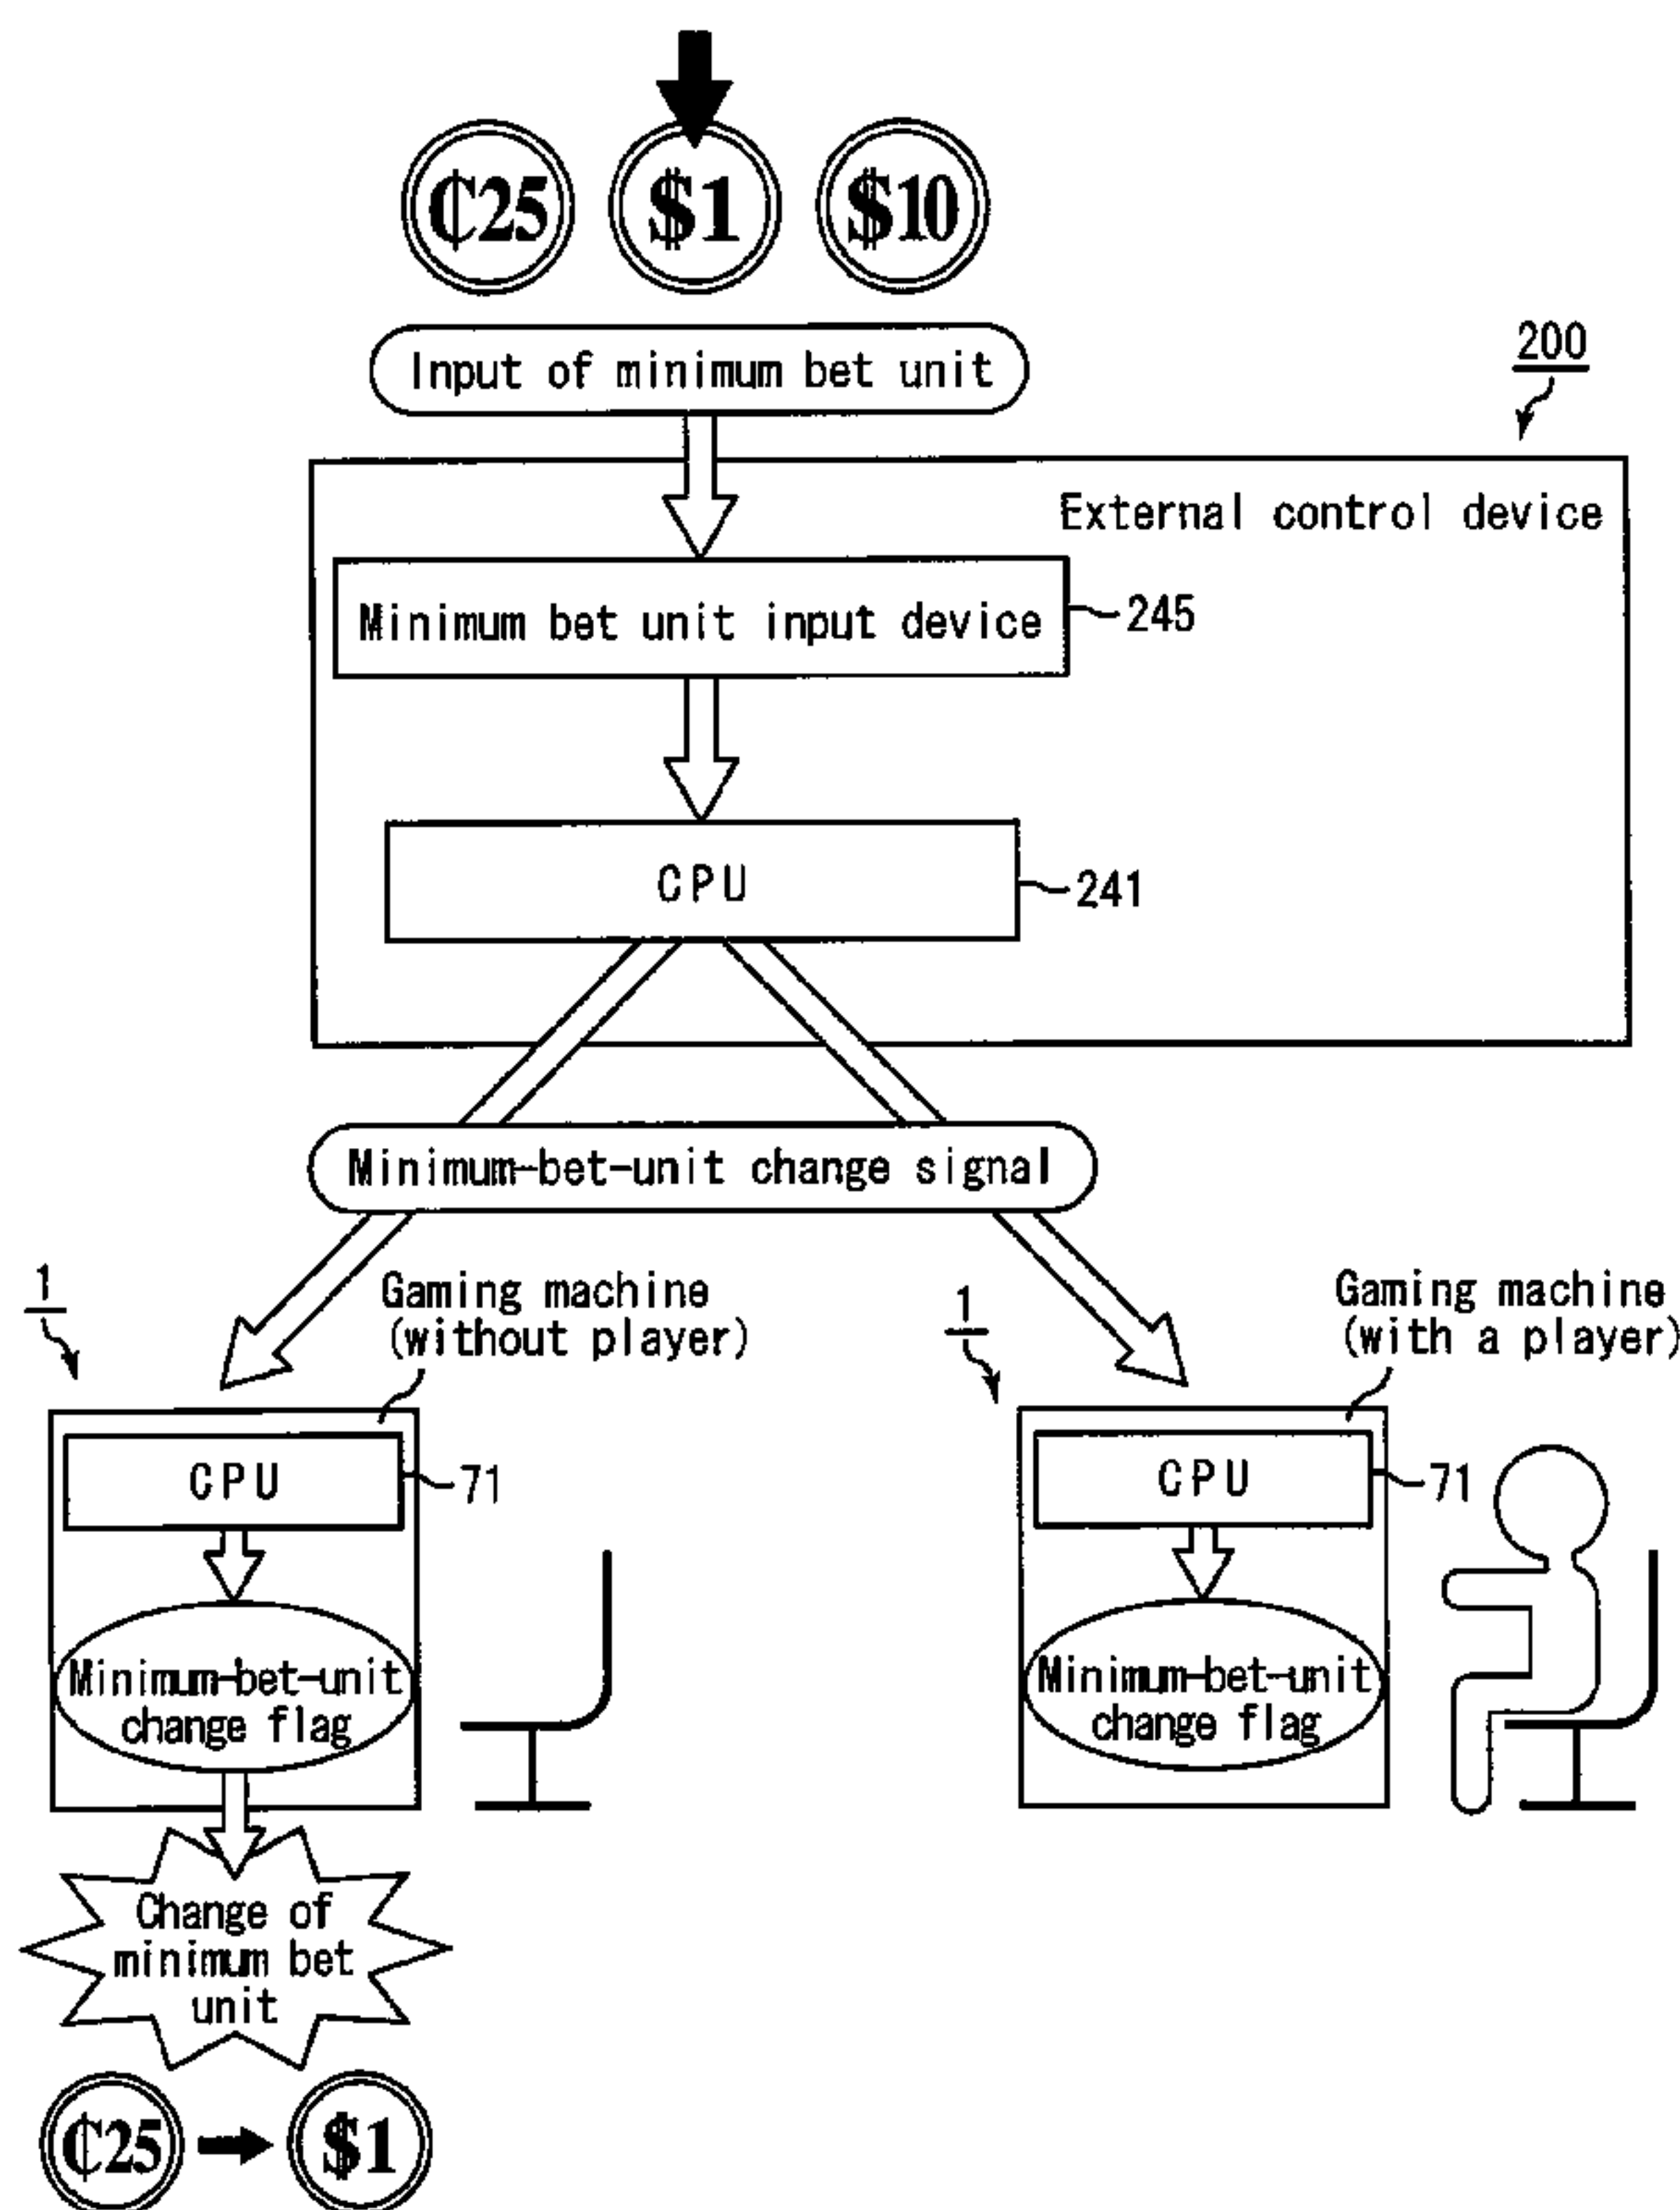 ₵25 $1 $10
Input of minimum bet unit
200
External control device
Minimum bet unit input device
245
CPU
241
Minimum-bet-unit change signal
1
Gaming machine
(without player)
CPU
71
Minimum-bet-unit
change flag
Change of
minimum bet
unit
₵25 $1
1
Gaming machine
(with a player)
CPU
71
Minimum-bet-unit
change flag